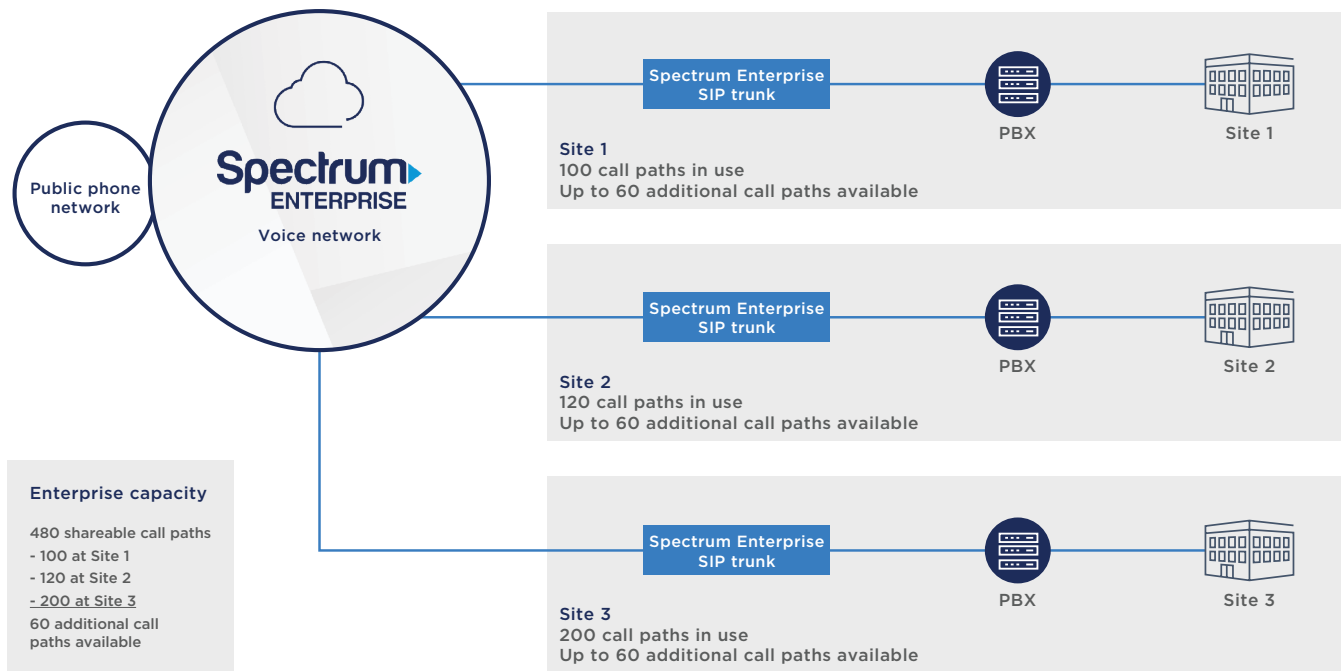 Public phone
network
Spectrum
ENTERPRISE
Voice network
Spectrum Enterprise
SIP trunk
PBX
Site 1
Site 1
100 call paths in use
Up to 60 additional call paths available
Spectrum Enterprise
SIP trunk
PBX
Site 2
Site 2
120 call paths in use
Up to 60 additional call paths available
Spectrum Enterprise
SIP trunk
PBX
Site 3
Site 3
200 call paths in use
Up to 60 additional call paths available
Enterprise capacity
480 shareable call paths
- 100 at Site 1
- 120 at Site 2
- 200 at Site 3
60 additional call
paths available